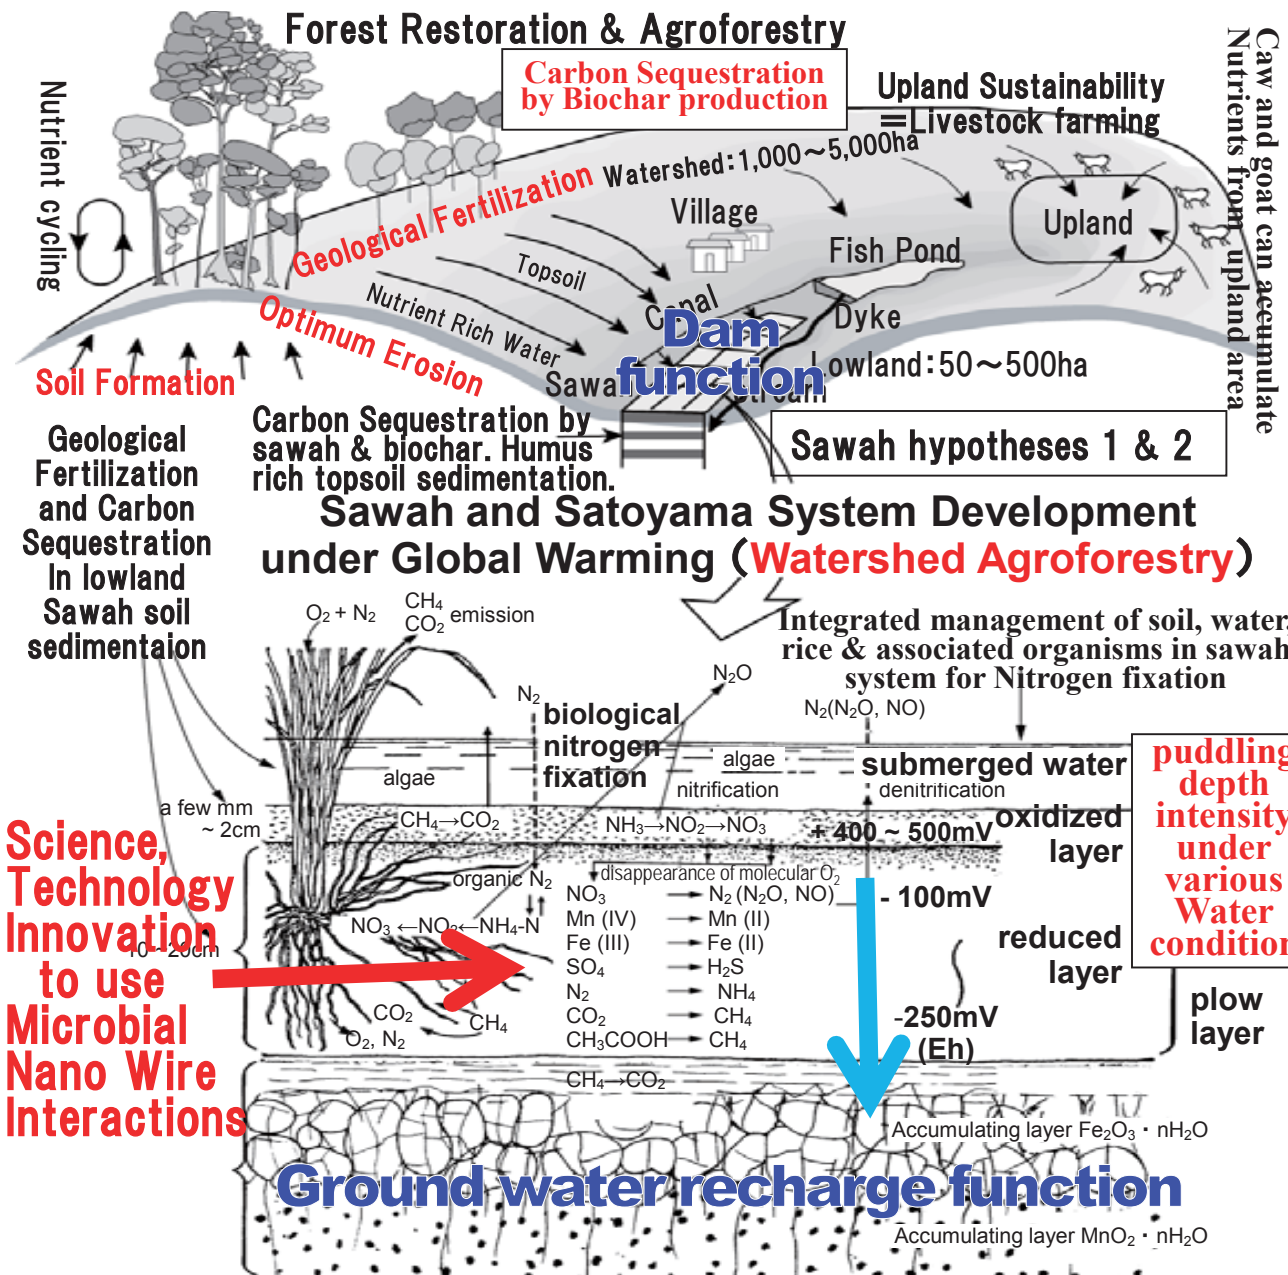 Forest Restoration & Agroforestry
Carbon Sequestration
by Biochar production
Upland Sustainability
=Livestock farming
Caw and goat can accumulate
Nutrients from upland area
Nutrient cycling
Geological Fertilization
Watershed:1,000~5,000ha
Village
Upland
Fish Pond
Topsoil
Nutrient Rich Water
Canal
Dam
function
Dyke
Optimum Erosion
Lowland:50~500ha
Soil Formation
Sawah
Stream
Carbon Sequestration by
sawah & biochar. Humus
rich topsoil sedimentation.
Sawah hypotheses 1 & 2
Geological
Fertilization
and Carbon
Sequestration
In lowland
Sawah soil
sedimentaion
Sawah and Satoyama System Development
under Global Warming (Watershed Agroforestry)
O₂ + N₂
CH₄
CO₂ emission
Integrated management of soil, water,
rice & associated organisms in sawah
system for Nitrogen fixation
N₂O
N₂
N₂(N₂O, NO)
biological
nitrogen
fixation
algae
algae
nitrification
submerged water
denitrification
puddling
depth
intensity
under
various
Water
condition
a few mm
~ 2cm
CH₄→CO₂
NH₃→NO₂→NO₃
+ 400 ~ 500mV
oxidized
layer
Science,
Technology
Innovation
to use
Microbial
Nano Wire
Interactions
10~20cm
disappearance of molecular O₂
organic N₂
NO₃ ←NO₂←NH₄-N
NO₃ → N₂ (N₂O, NO)
Mn (IV) → Mn (II)
Fe (III) → Fe (II)
SO₄ → H₂S
N₂ → NH₄
CO₂ → CH₄
CH₃COOH → CH₄
- 100mV
reduced
layer
-250mV
(Eh)
plow
layer
CO₂
CH₄
O₂, N₂
CH₄→CO₂
Accumulating layer Fe₂O₃・nH₂O
Ground water recharge function
Accumulating layer MnO₂・nH₂O